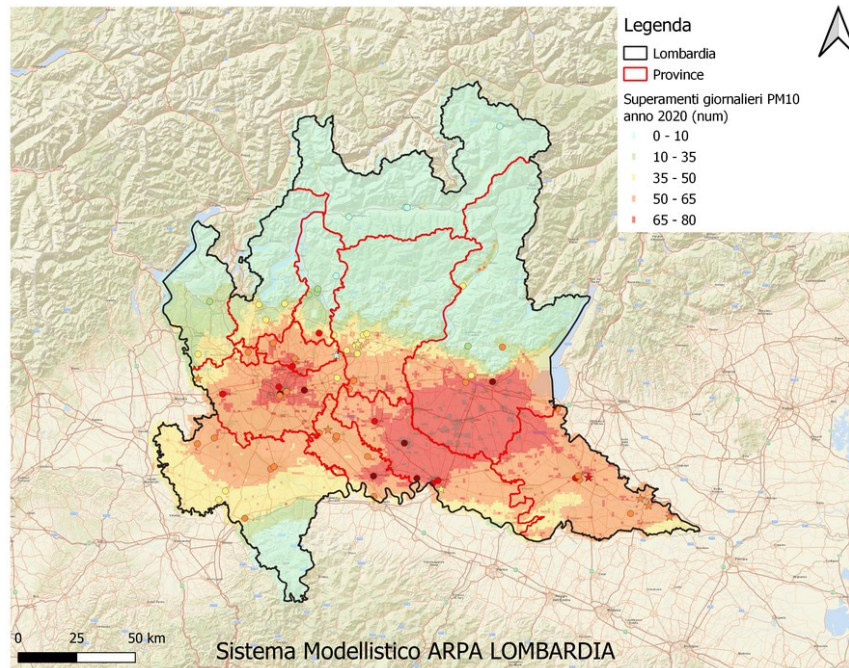 Legenda
Lombardia
Province
Superamenti giornalieri PM10
anno 2020 (num)
0 - 10
10 - 35
35 - 50
50 - 65
65 - 80
0 25 50 km
Sistema Modellistico ARPA LOMBARDIA